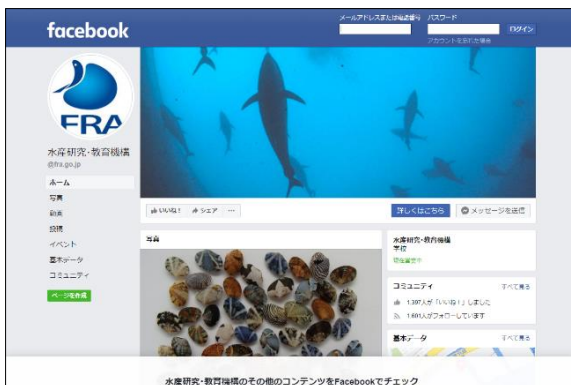 facebook
メールアドレスまたは電話番号 パスワード
ログイン
アカウントを忘れた場合
FRA
水産研究・教育機構
@fra.go.jp
ホーム
写真
動画
投稿
イベント
基本データ
コミュニティ
ページを作成
いいね! シェア ...
詳しくはこちら メッセージを送信
写真
水産研究・教育機構
学校
現在営業中
コミュニティ すべて見る
1,397人が「いいね!」しました
1,601人がフォローしています
基本データ すべて見る
水産研究・教育機構のその他のコンテンツをFacebookでチェック